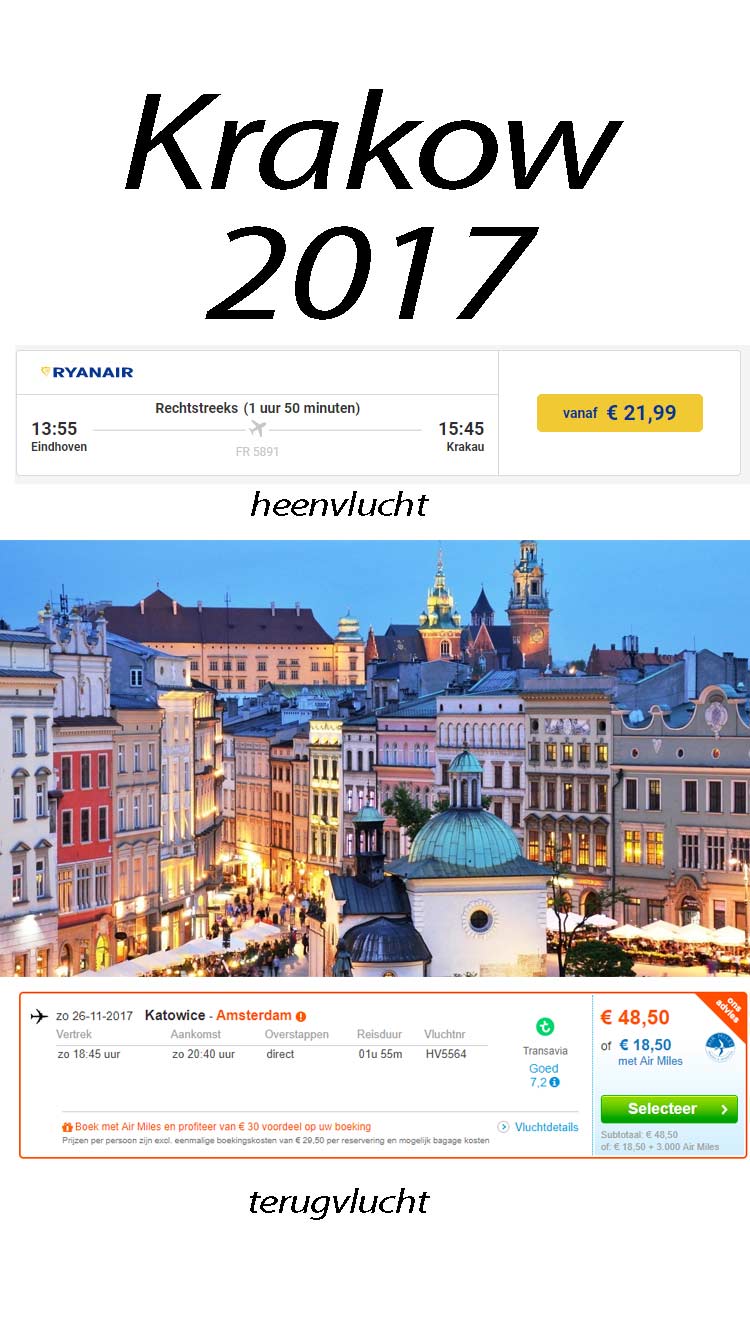 Krakow
2017
RYANAIR
Rechtstreeks (1 uur 50 minuten)
13:55
15:45
Eindhoven
Krakau
FR 5891
vanaf € 21,99
heenvlucht
zo 26-11-2017 Katowice - Amsterdam
Vertrek Aankomst Overstappen Reisduur Vluchtnr
zo 18:45 uur zo 20:40 uur direct 01u 55m HV5564
Transavia
Goed
7,2
ons
advies
€ 48,50
of € 18,50
met Air Miles
Selecteer
Boek met Air Miles en profiteer van € 30 voordeel op uw boeking
Vluchtdetails
Prijzen per persoon zijn excl. eenmalige boekingskosten van € 29,50 per reservering en mogelijk bagage kosten
Subtotaal: € 48,50
of: € 18,50 + 3.000 Air Miles
terugvlucht